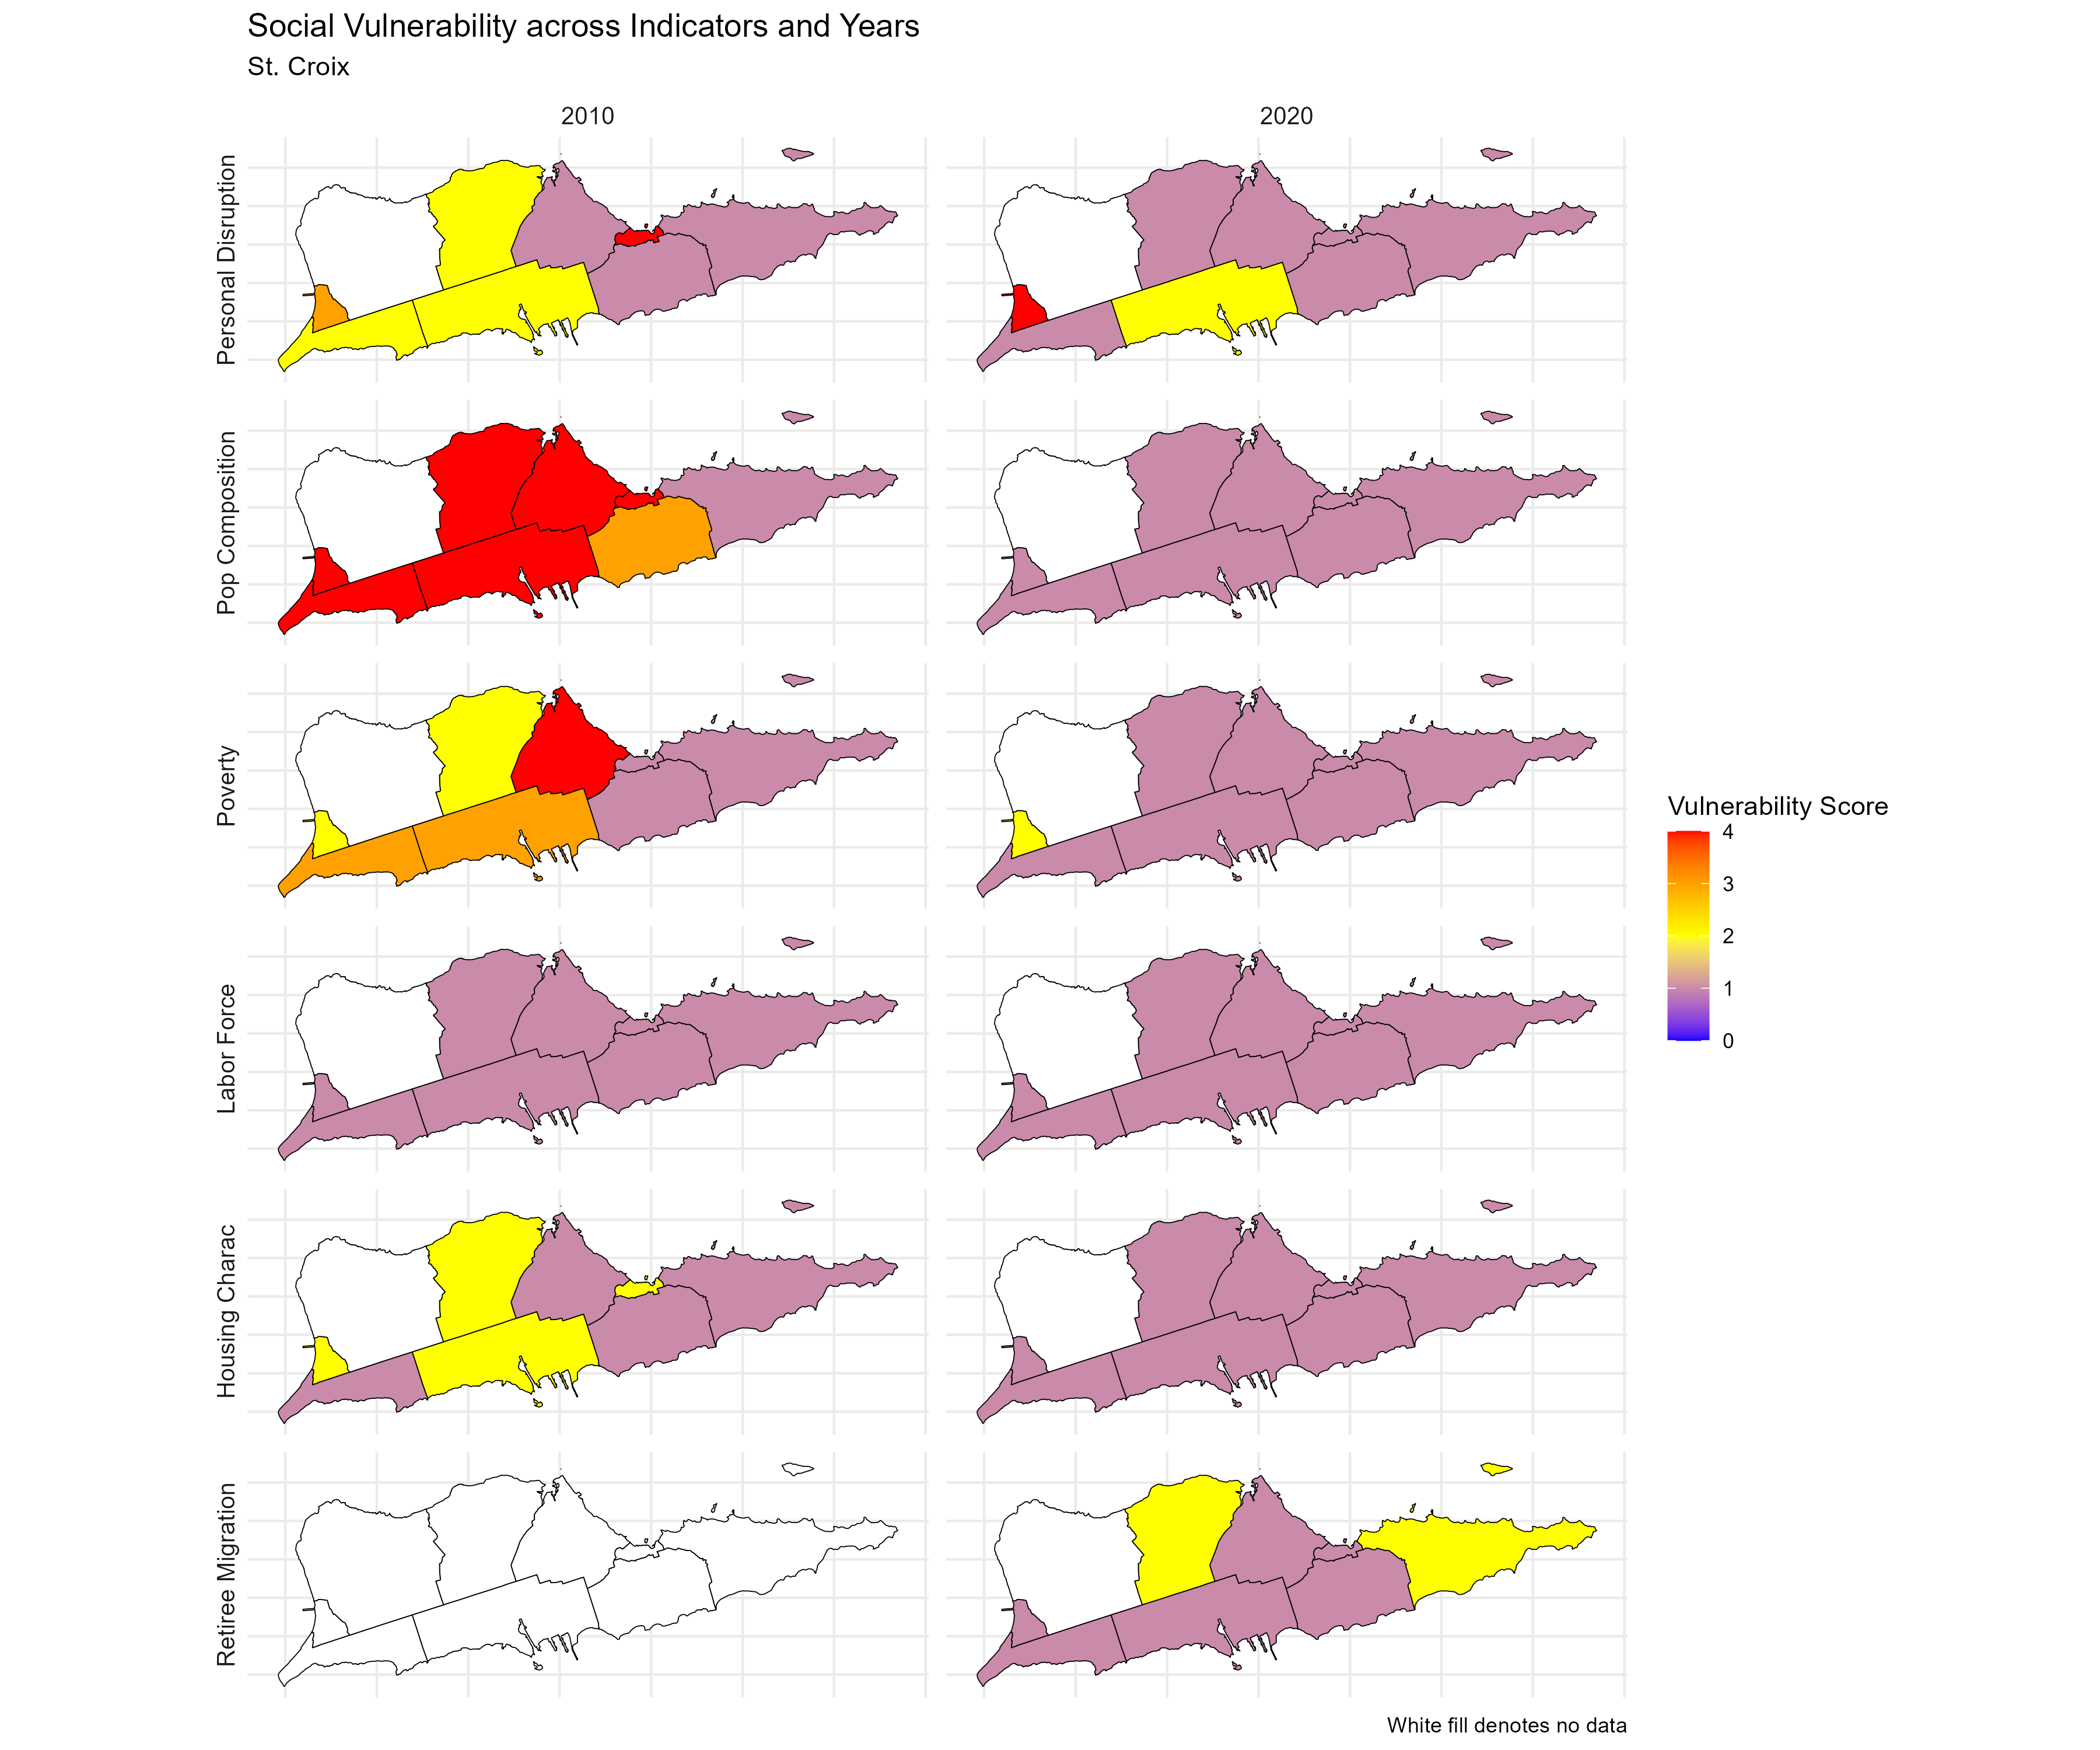 Social Vulnerability across Indicators and Years
St. Croix
2010
2020
Personal Disruption
Pop Composition
Poverty
Labor Force
Housing Charac
Retiree Migration
Vulnerability Score
4
3
2
1
0
White fill denotes no data